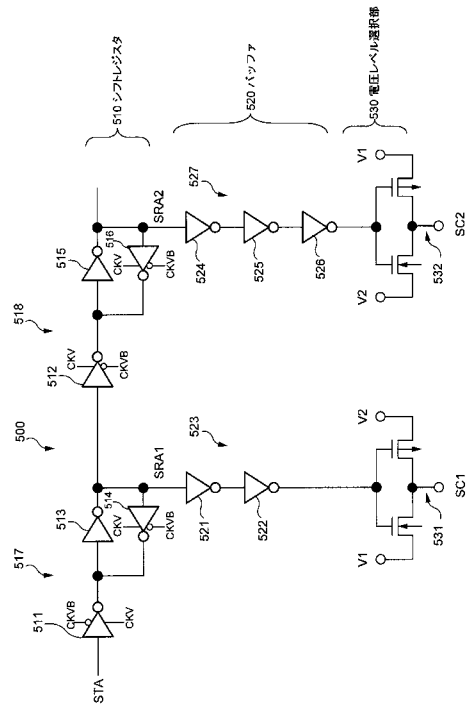 510 シフトレジスタ
520 バッファ
530 電圧レベル選択部
500
517
518
STA
511
CKVB
CKV
513
514
CKV
CKVB
SRA1
512
CKV
CKVB
515
516
CKV
CKVB
SRA2
521
522
523
524
525
526
527
V1
V2
531
SC1
V2
V1
532
SC2